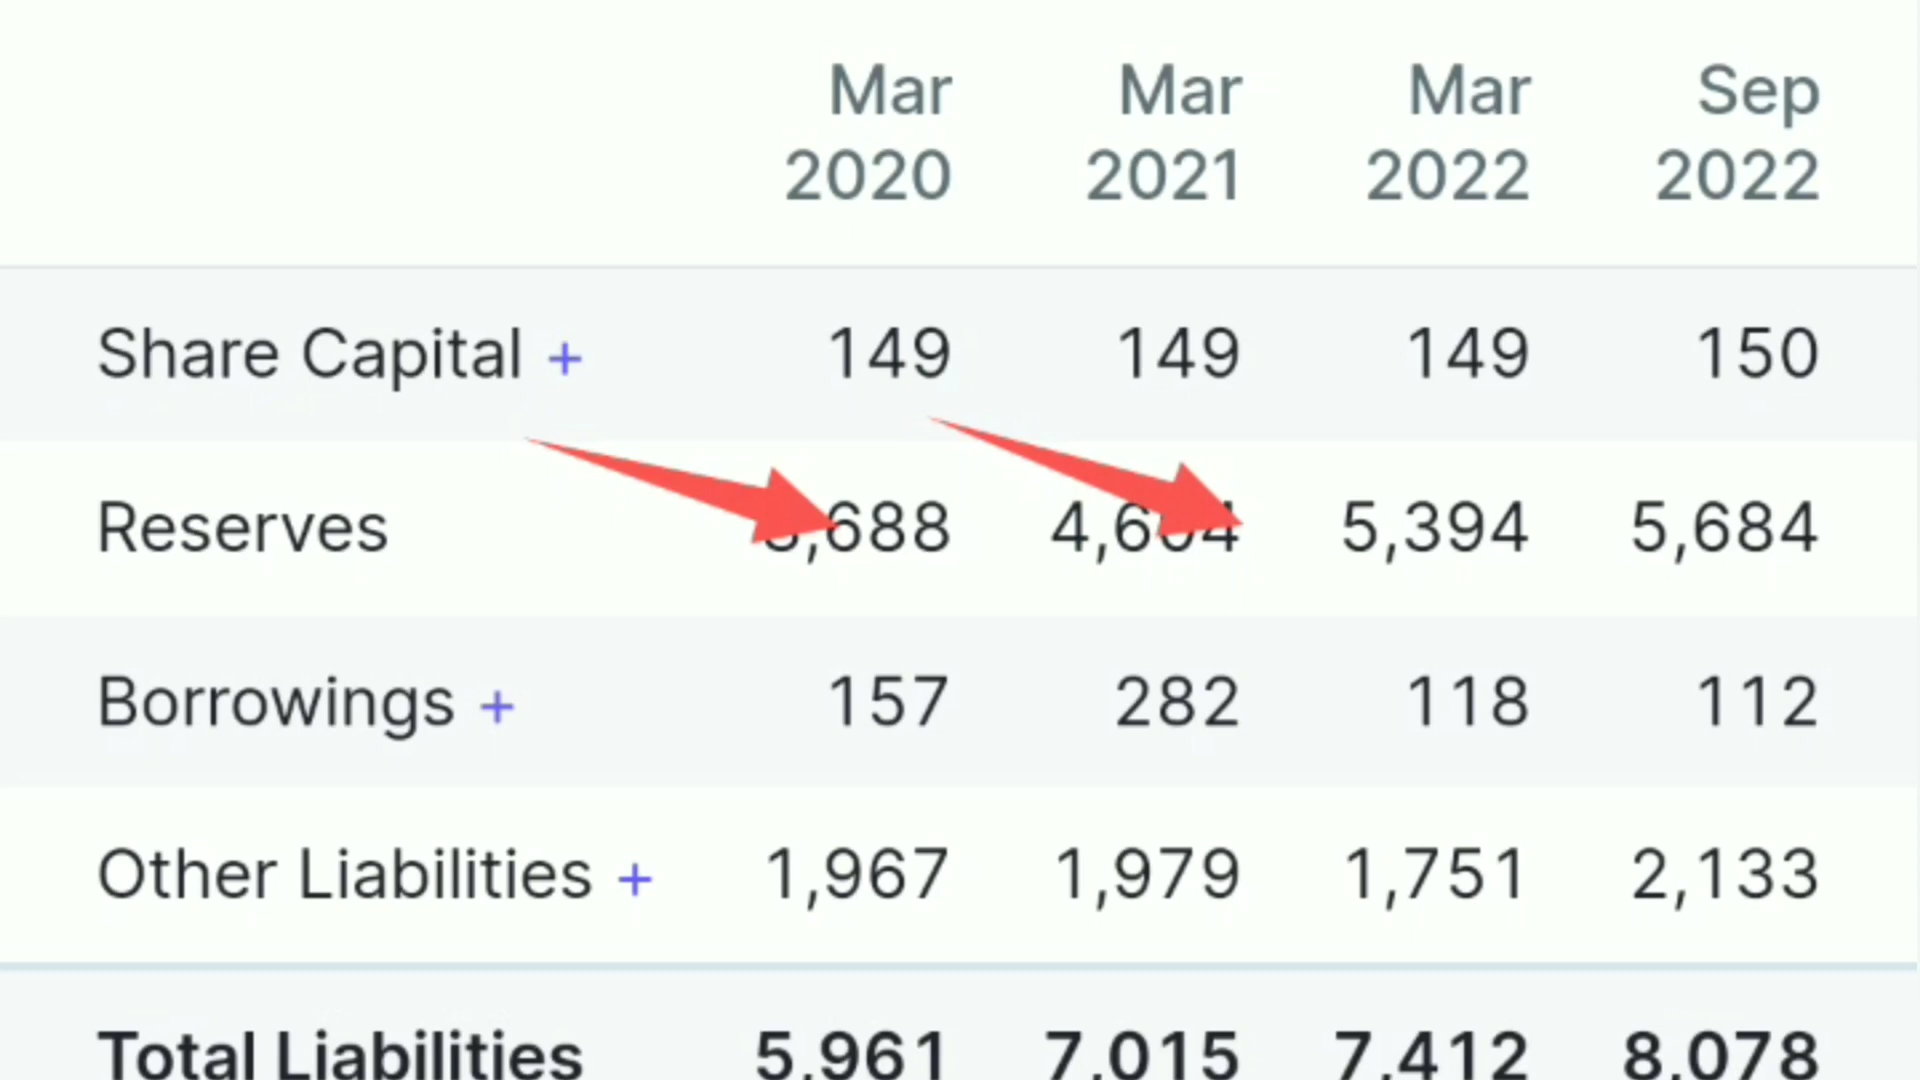 Mar Mar Mar Sep
2020 2021 2022 2022
Share Capital + 149 149 149 150
Reserves 3,688 4,604 5,394 5,684
Borrowings + 157 282 118 112
Other Liabilities + 1,967 1,979 1,751 2,133
Total Liabilities 5,961 7,015 7,412 8,078